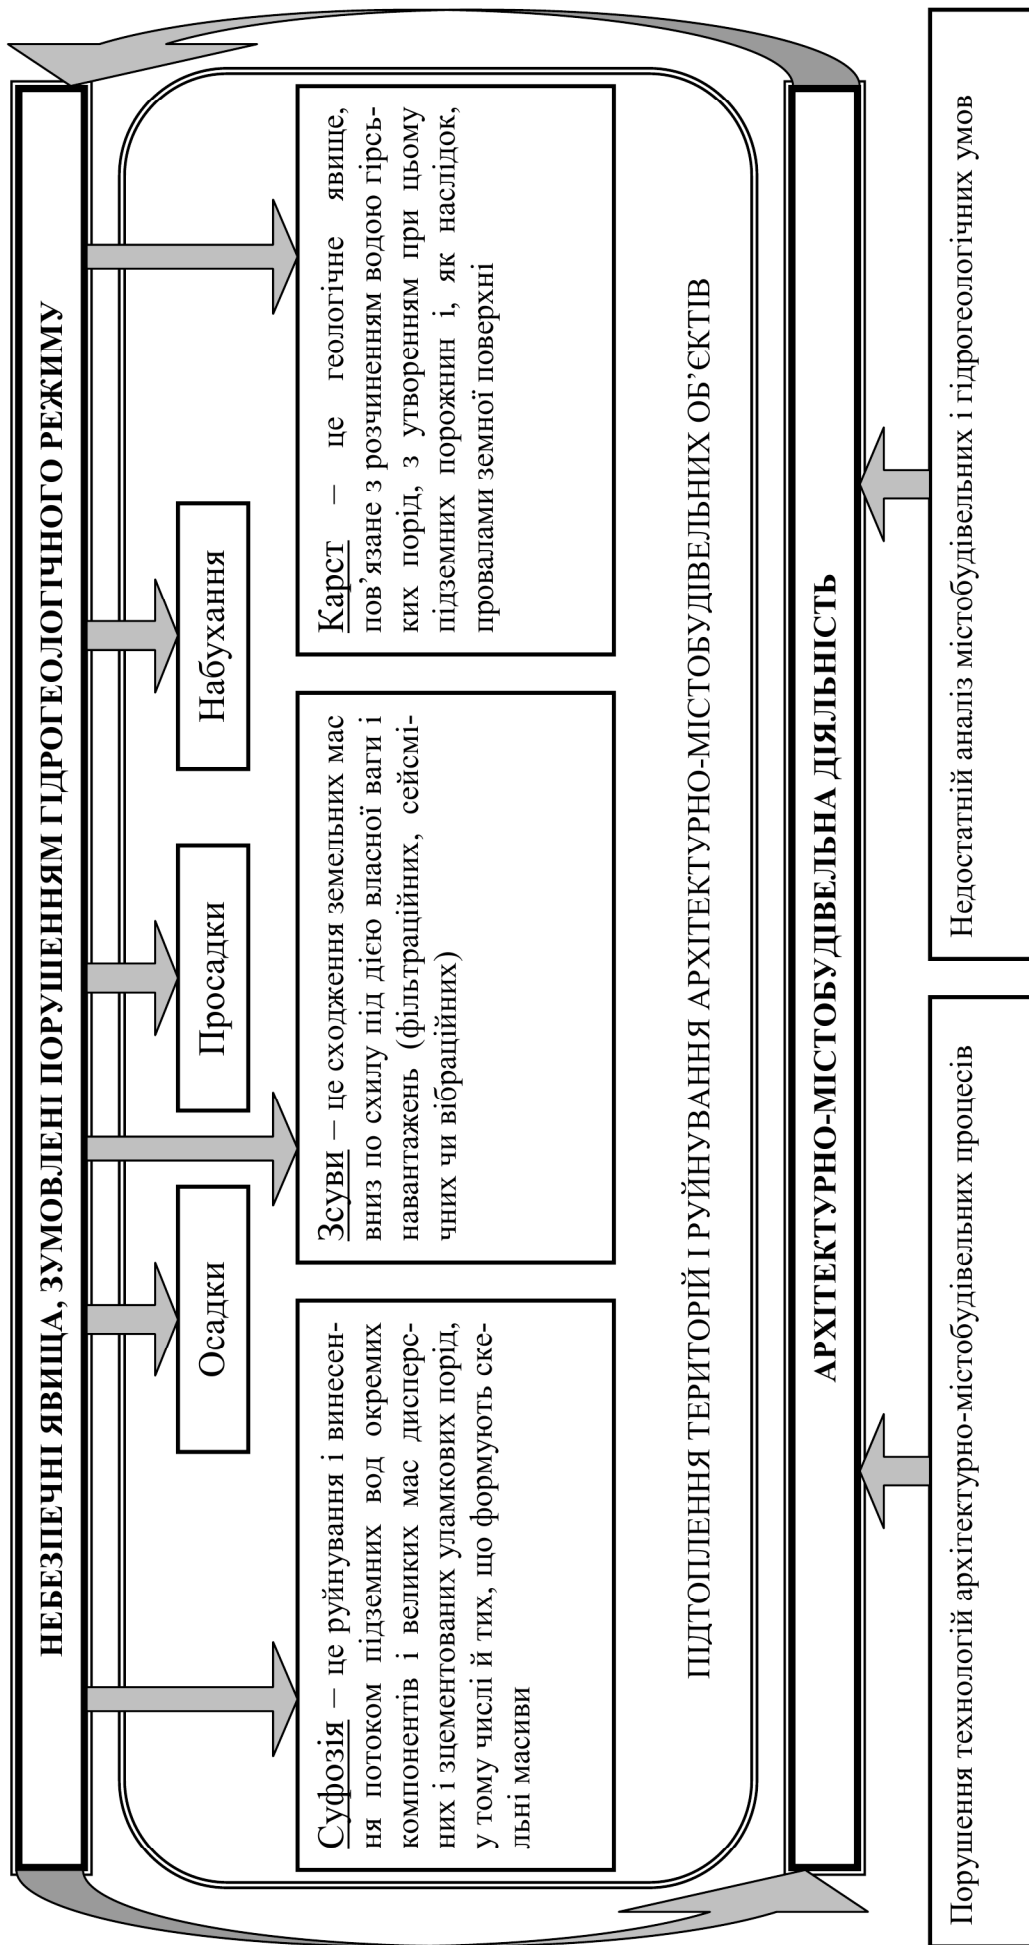 НЕБЕЗПЕЧНІ ЯВИЩА, ЗУМОВЛЕНІ ПОРУШЕННЯМ ГІДРОГЕОЛОГІЧНОГО РЕЖИМУ
Осадки
Просадки
Набухання
Суфозія – це руйнування і винесен-
ня потоком підземних вод окремих
компонентів і великих мас дисперс-
них і зцементованих уламкових порід,
у тому числі й тих, що формують ске-
льні масиви
Зсуви – це сходження земельних мас
вниз по схилу під дією власної ваги і
навантажень (фільтраційних, сейсмі-
чних чи вібраційних)
Карст – це геологічне явище,
пов’язане з розчиненням водою гірсь-
ких порід, з утворенням при цьому
підземних порожнин і, як наслідок,
провалами земної поверхні
ПІДТОПЛЕННЯ ТЕРИТОРІЙ І РУЙНУВАННЯ АРХІТЕКТУРНО-МІСТОБУДІВЕЛЬНИХ ОБ’ЄКТІВ
АРХІТЕКТУРНО-МІСТОБУДІВЕЛЬНА ДІЯЛЬНІСТЬ
Порушення технологій архітектурно-містобудівельних процесів
Недостатній аналіз містобудівельних і гідрогеологічних умов